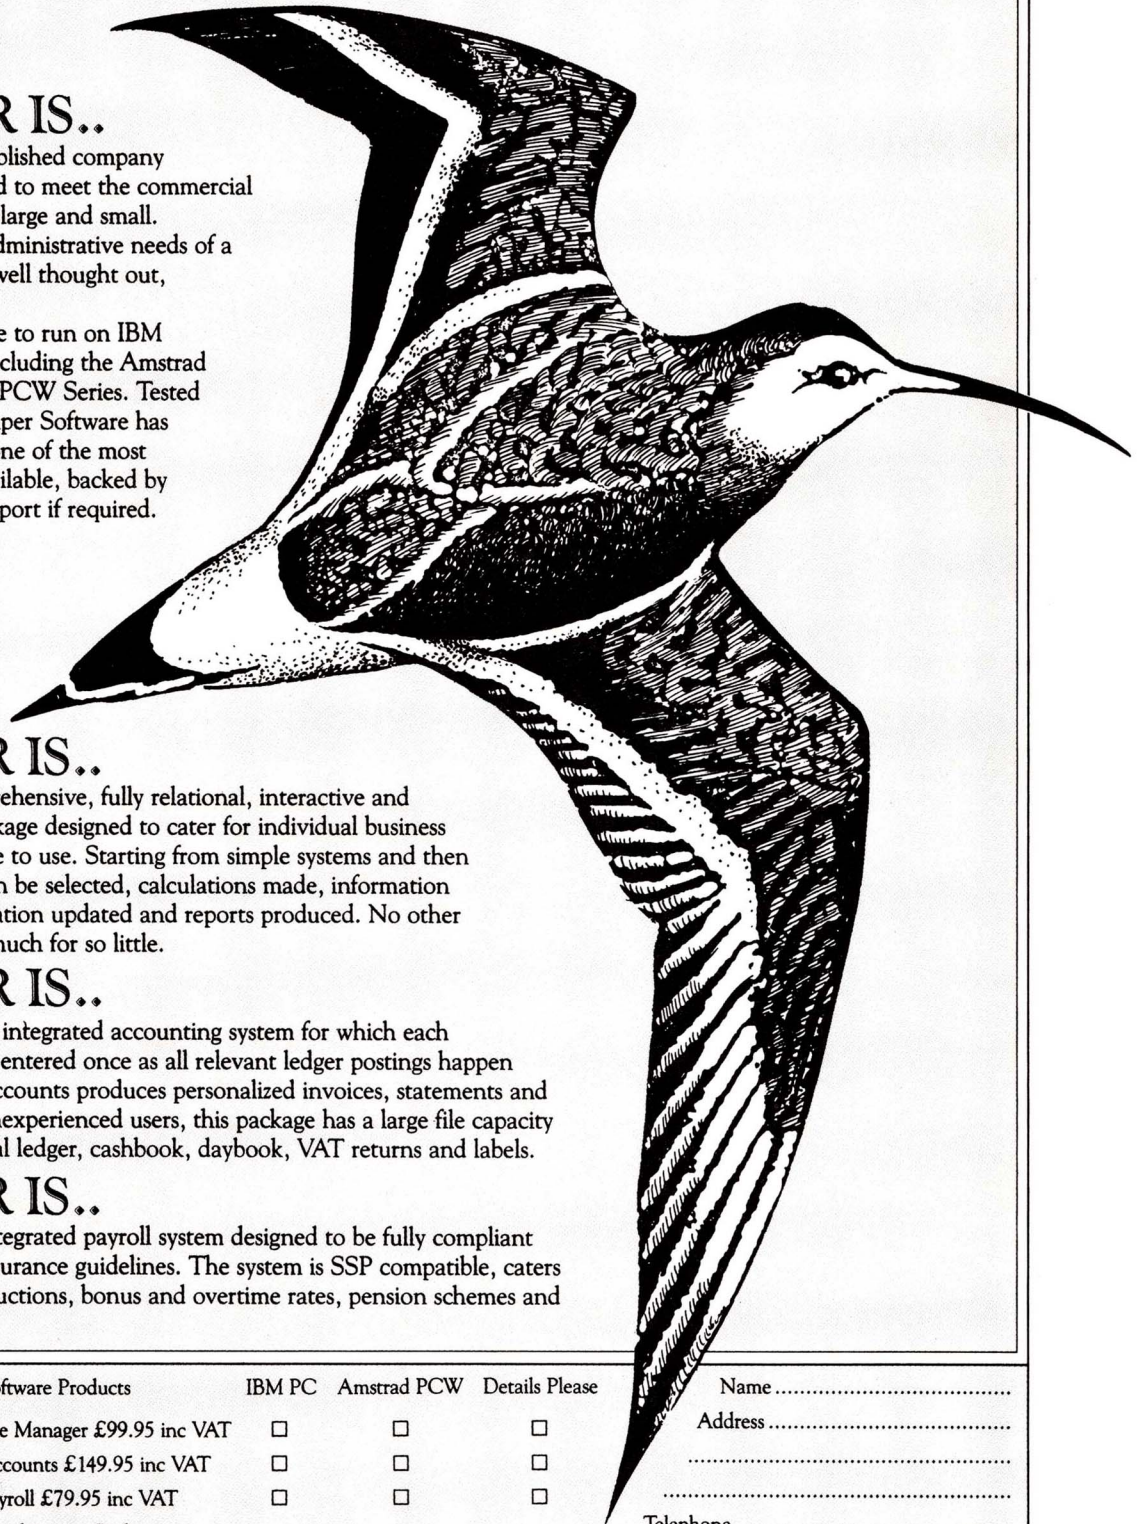 R IS..
blished company
d to meet the commercial
large and small.
dministrative needs of a
well thought out,
e to run on IBM
cluding the Amstrad
PCW Series. Tested
per Software has
ne of the most
ilable, backed by
port if required.
R IS..
ehensive, fully relational, interactive and
kage designed to cater for individual business
e to use. Starting from simple systems and then
n be selected, calculations made, information
ation updated and reports produced. No other
much for so little.
R IS..
integrated accounting system for which each
entered once as all relevant ledger postings happen
ccounts produces personalized invoices, statements and
nexperienced users, this package has a large file capacity
al ledger, cashbook, daybook, VAT returns and labels.
R IS..
tegrated payroll system designed to be fully compliant
urance guidelines. The system is SSP compatible, caters
uctions, bonus and overtime rates, pension schemes and
ftware Products IBM PC Amstrad PCW Details Please
e Manager £99.95 inc VAT
ccounts £149.95 inc VAT
yroll £79.95 inc VAT
Name
Address
Telephone